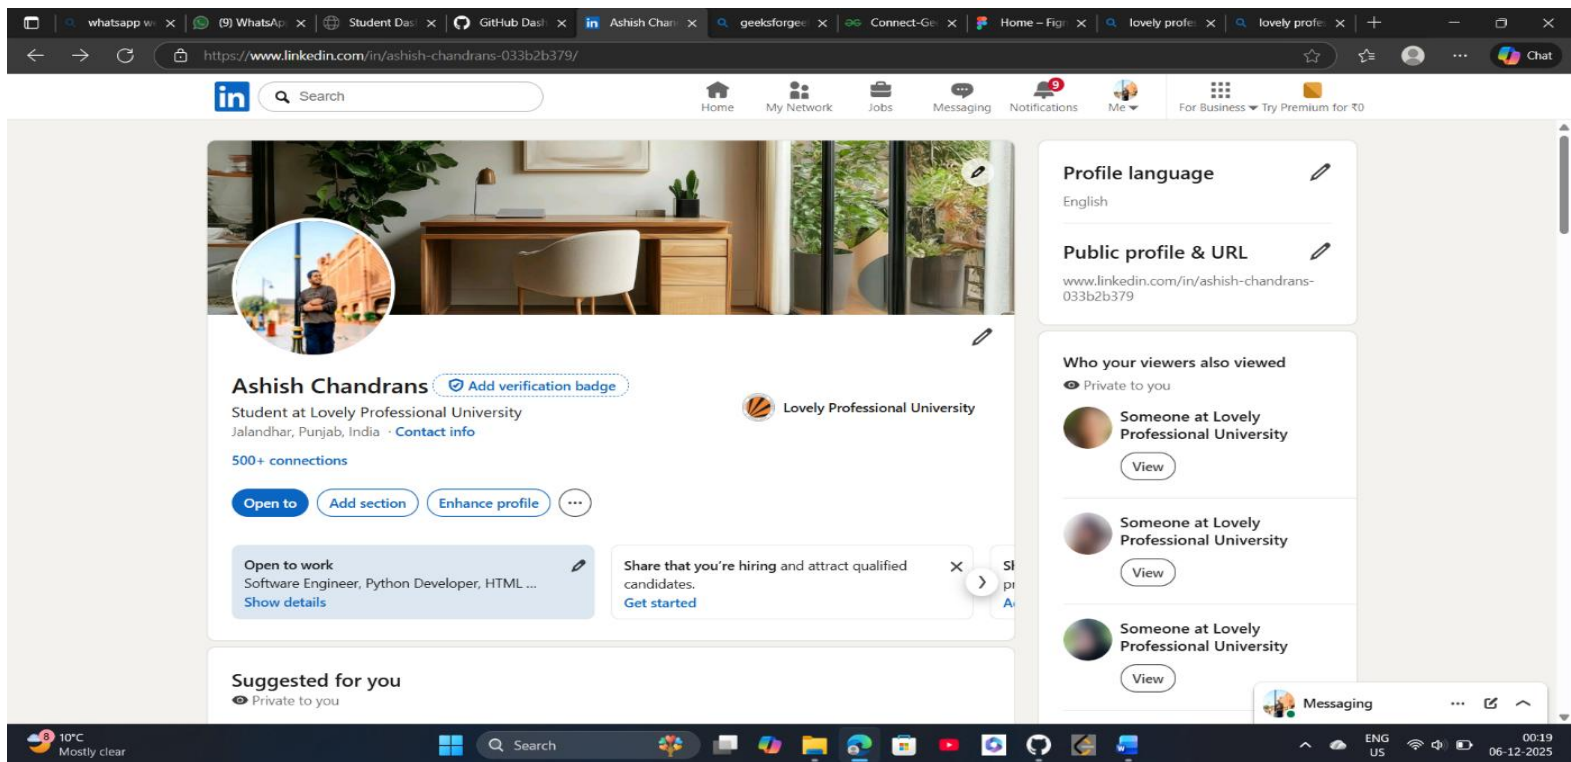 whatsapp w
(9) WhatsAp
Student Das
GitHub Dash
Ashish Chan
geeksforgee
Connect-Ge
Home – Figm
lovely profe
lovely profe
https://www.linkedin.com/in/ashish-chandrans-033b2b379/
Chat
in
Search
Home
My Network
Jobs
Messaging
9
Notifications
Me
For Business
Try Premium for ₹0
Ashish Chandrans
Add verification badge
Student at Lovely Professional University
Jalandhar, Punjab, India · Contact info
500+ connections
Lovely Professional University
Open to
Add section
Enhance profile
Open to work
Software Engineer, Python Developer, HTML ...
Show details
Share that you're hiring and attract qualified
candidates.
Get started
Suggested for you
Private to you
Profile language
English
Public profile & URL
www.linkedin.com/in/ashish-chandrans-
033b2b379
Who your viewers also viewed
Private to you
Someone at Lovely
Professional University
View
Someone at Lovely
Professional University
View
Someone at Lovely
Professional University
View
Messaging
8
10°C
Mostly clear
Search
ENG
US
00:19
06-12-2025